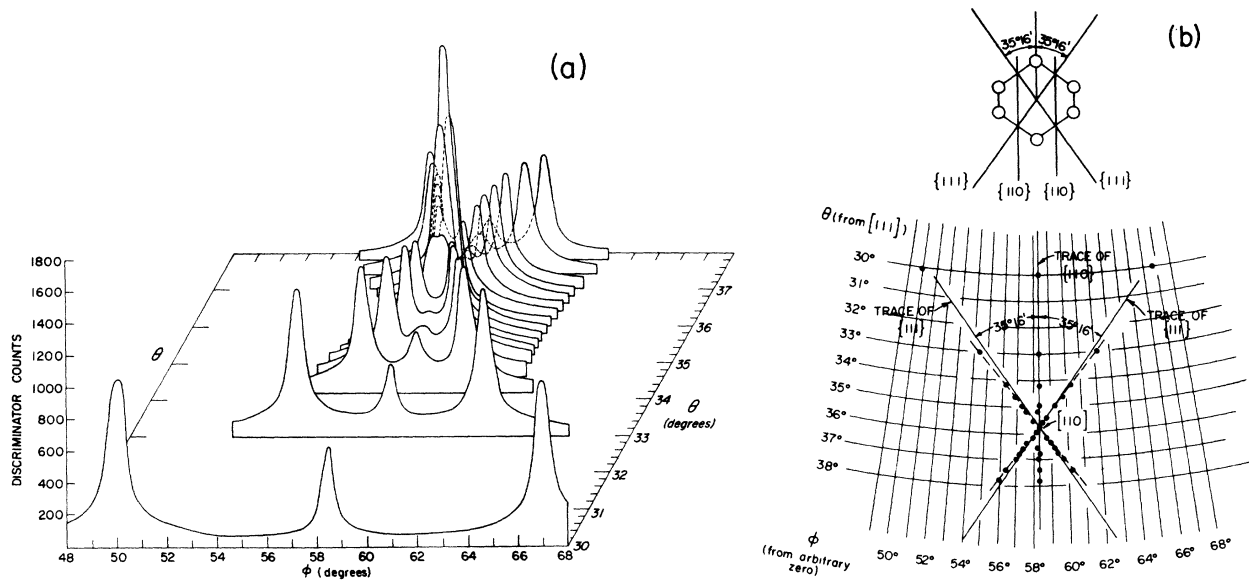 (a)
DISCRIMINATOR COUNTS
1800
1600
1400
1200
1000
800
600
400
200
48 50 52 54 56 58 60 62 64 66 68
ϕ (degrees)
θ
30
31
32
33
34
35
36
37
θ
(degrees)
(b)
35°16' 35°16'
{111} {110} {110} {111}
θ (from [111])
30°
31°
32°
33°
34°
35°
36°
37°
38°
TRACE OF
{110}
TRACE OF
{111}
TRACE OF
{111}
35°16' 35°16'
[110]
ϕ
(from arbitrary
zero)
50° 52° 54° 56° 58° 60° 62° 64° 66° 68°